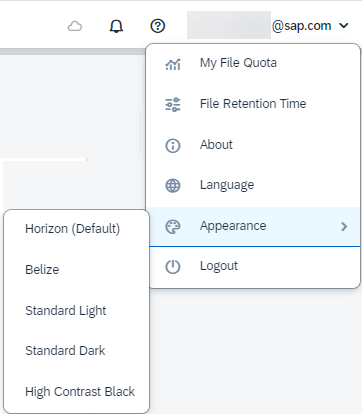 @sap.com
My File Quota
File Retention Time
About
Language
Appearance
Logout
Horizon (Default)
Belize
Standard Light
Standard Dark
High Contrast Black